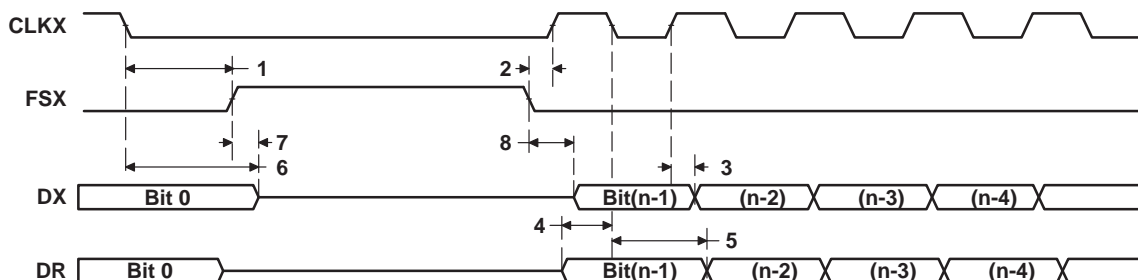 CLKX
1 2
FSX
7 8
6 3
DX Bit 0 Bit(n-1) (n-2) (n-3) (n-4)
4 5
DR Bit 0 Bit(n-1) (n-2) (n-3) (n-4)